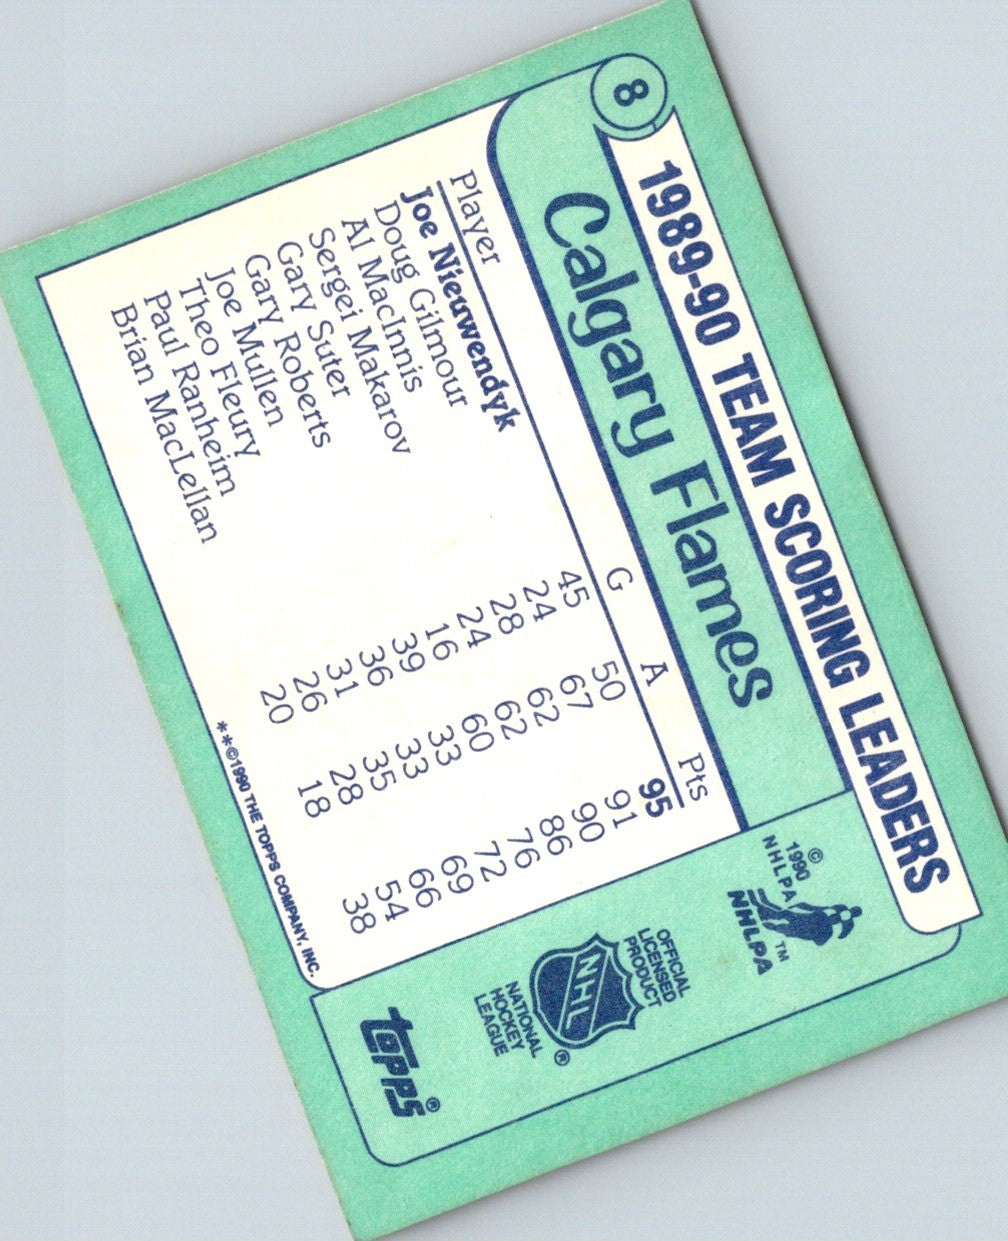 8
1989-90 TEAM SCORING LEADERS
Calgary Flames
Player G A Pts
Joe Nieuwendyk 45 50 95
Doug Gilmour 24 67 91
Al MacInnis 28 62 90
Sergei Makarov 24 62 86
Gary Suter 16 60 76
Gary Roberts 39 33 72
Joe Mullen 36 33 69
Theo Fleury 31 35 66
Paul Ranheim 26 28 54
Brian MacLellan 20 18 38
**©1990 THE TOPPS COMPANY, INC.
©
1990
NHLPA
NHLPA
TM
OFFICIAL
LICENSED
PRODUCT
NHL
®
NATIONAL
HOCKEY
LEAGUE
topps®